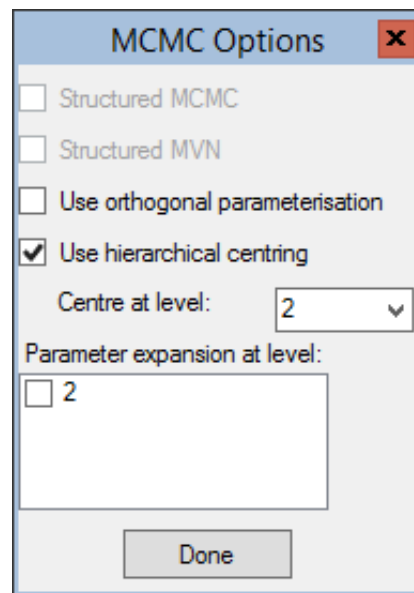 MCMC Options
Structured MCMC
Structured MVN
Use orthogonal parameterisation
Use hierarchical centring
Centre at level: 2
Parameter expansion at level:
2
Done